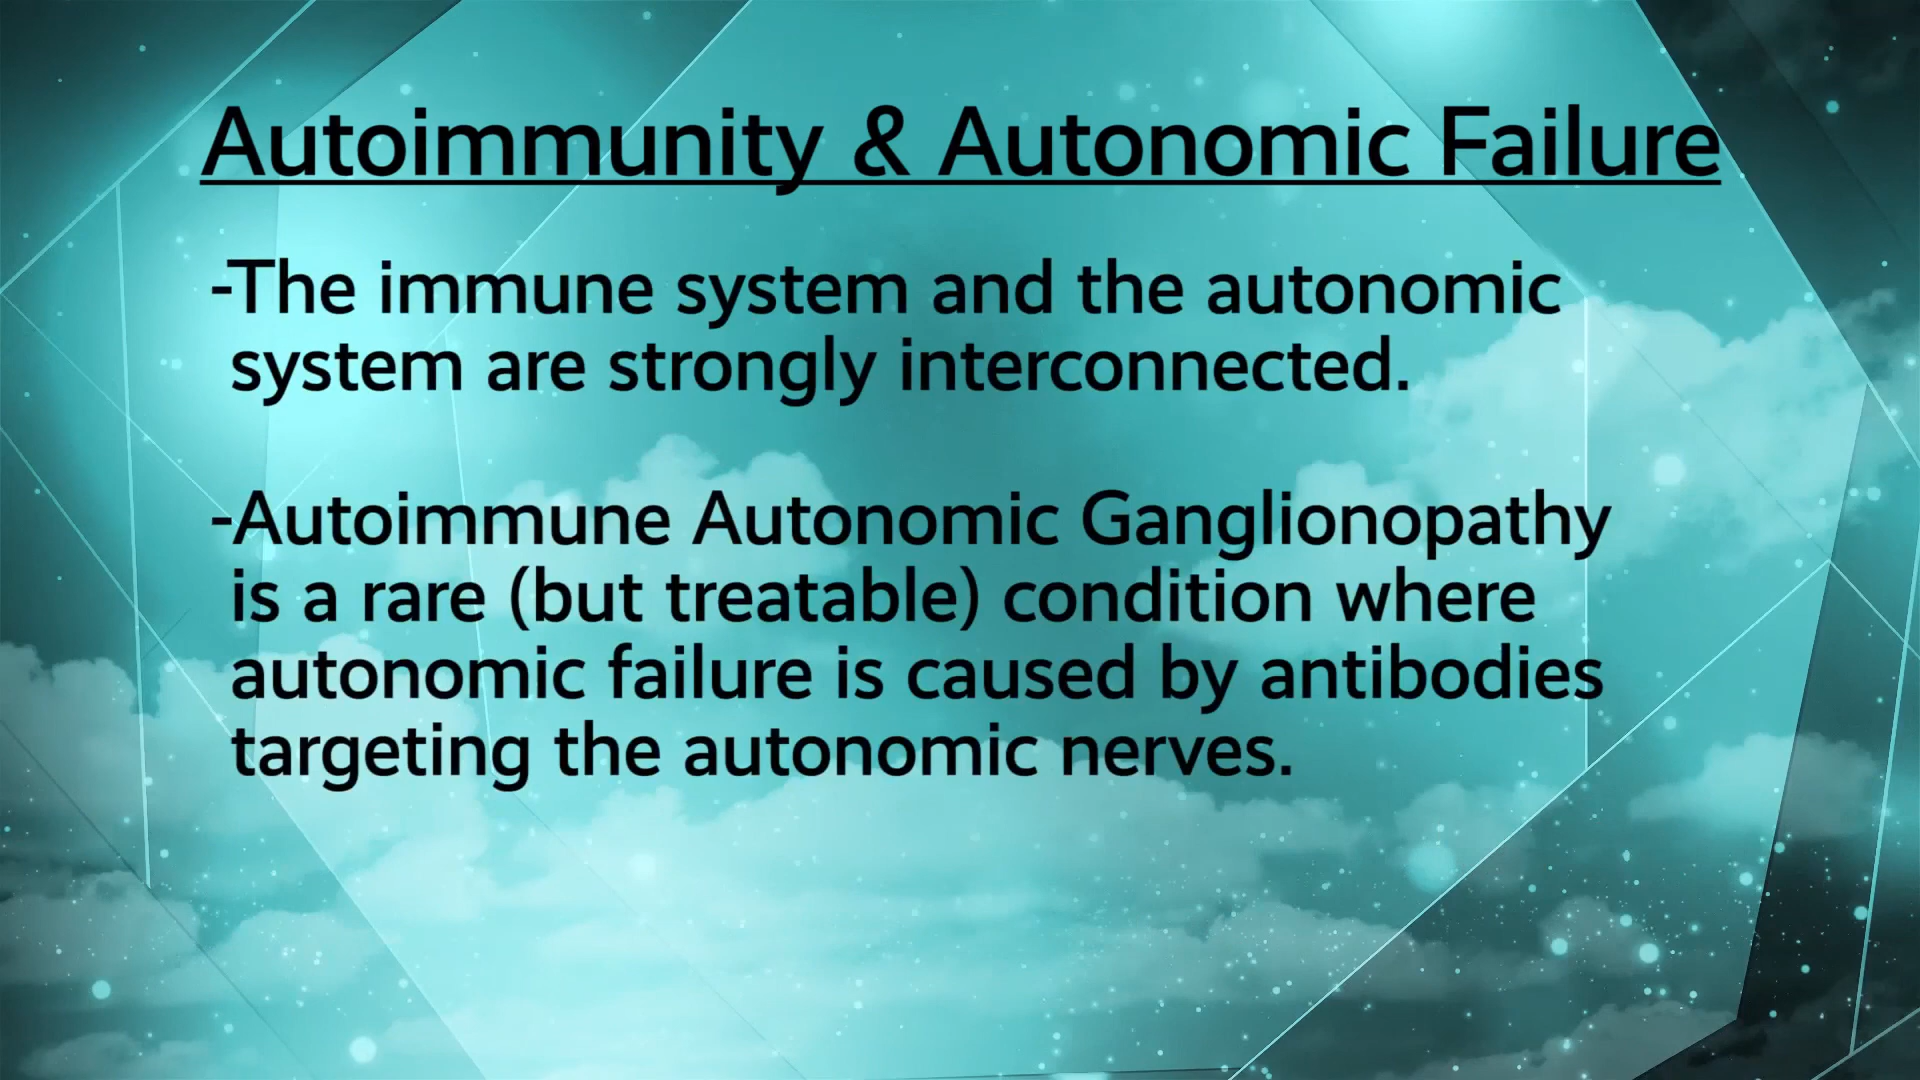 Autoimmunity & Autonomic Failure
-The immune system and the autonomic
system are strongly interconnected.
-Autoimmune Autonomic Ganglionopathy
is a rare (but treatable) condition where
autonomic failure is caused by antibodies
targeting the autonomic nerves.